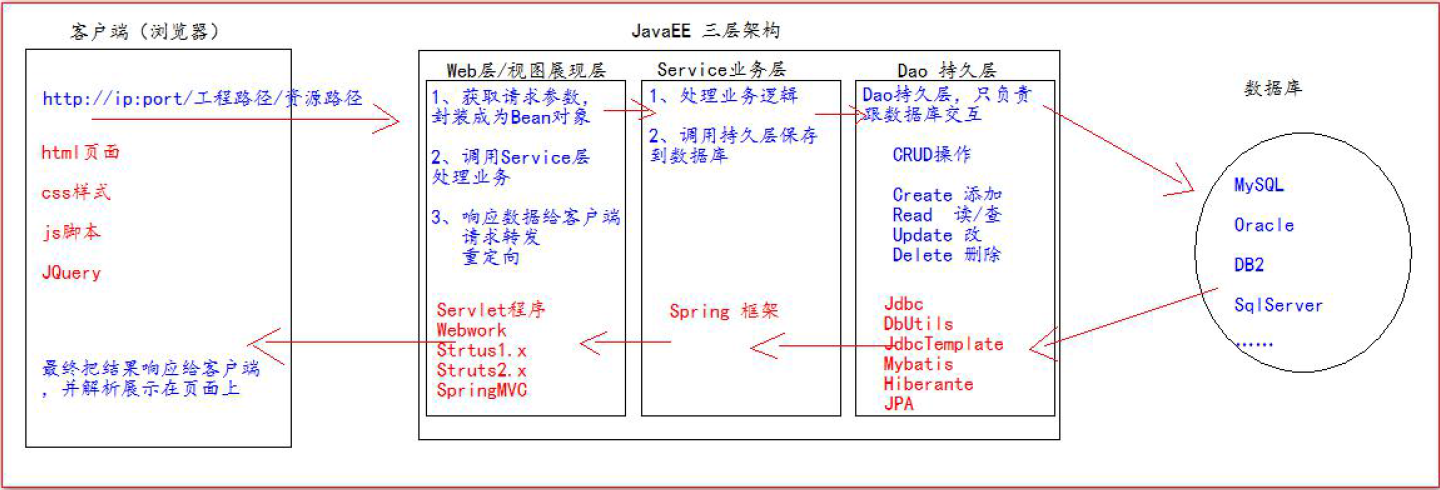 客户端（浏览器）
http://ip:port/工程路径/资源路径
html页面
css样式
js脚本
JQuery
最终把结果响应给客户端
，并解析展示在页面上
JavaEE 三层架构
Web层/视图展现层
1、获取请求参数，
封装成为Bean对象
2、调用Service层
处理业务
3、响应数据给客户端
请求转发
重定向
Servlet程序
Webwork
Strtus1.x
Struts2.x
SpringMVC
Service业务层
1、处理业务逻辑
2、调用持久层保存
到数据库
Spring 框架
Dao 持久层
Dao持久层，只负责
跟数据库交互
CRUD操作
Create 添加
Read 读/查
Update 改
Delete 删除
Jdbc
DbUtils
JdbcTemplate
Mybatis
Hiberante
JPA
数据库
MySQL
Oracle
DB2
SqlServer
……